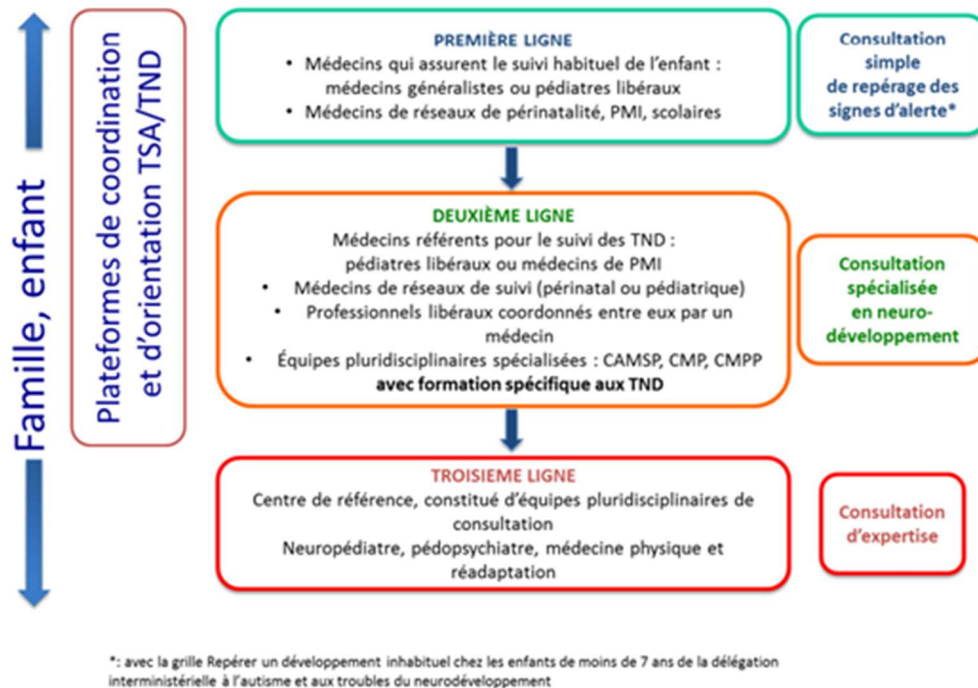 Famille, enfant
Plateformes de coordination
et d'orientation TSA/TND
PREMIÈRE LIGNE
• Médecins qui assurent le suivi habituel de l'enfant :
médecins généralistes ou pédiatres libéraux
• Médecins de réseaux de périnatalité, PMI, scolaires
Consultation
simple
de repérage des
signes d'alerte*
DEUXIÈME LIGNE
Médecins référents pour le suivi des TND :
pédiatres libéraux ou médecins de PMI
• Médecins de réseaux de suivi (périnatal ou pédiatrique)
• Professionnels libéraux coordonnés entre eux par un
médecin
• Équipes pluridisciplinaires spécialisées : CAMSP, CMP, CMPP
avec formation spécifique aux TND
Consultation
spécialisée
en neuro-
développement
TROISIEME LIGNE
Centre de référence, constitué d'équipes pluridisciplinaires de
consultation
Neuropédiatre, pédopsychiatre, médecine physique et
réadaptation
Consultation
d'expertise
*: avec la grille Repérer un développement inhabituel chez les enfants de moins de 7 ans de la délégation
interministérielle à l'autisme et aux troubles du neurodéveloppement